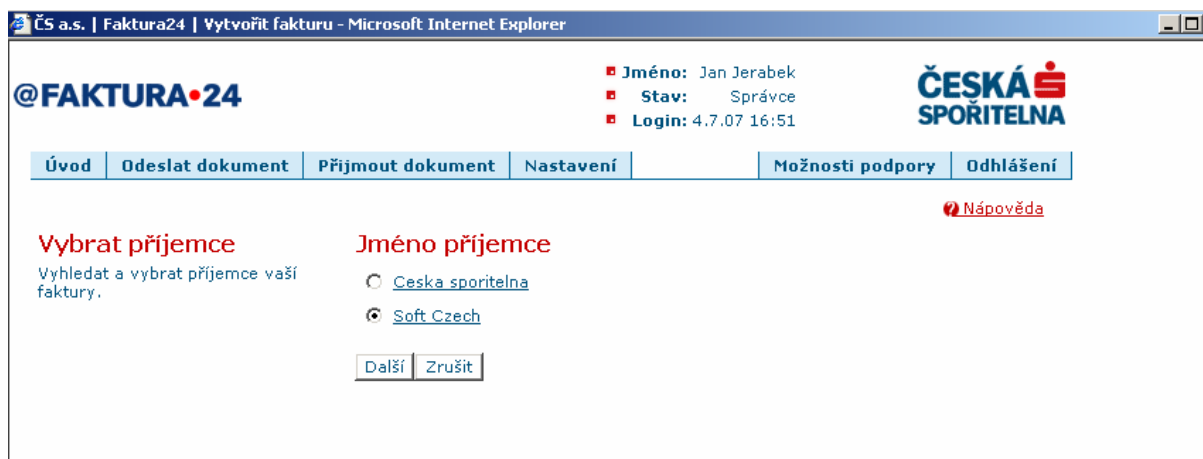 ČS a.s. | Faktura24 | Vytvořit fakturu - Microsoft Internet Explorer
@FAKTURA•24
Jméno: Jan Jerabek
Stav: Správce
Login: 4.7.07 16:51
ČESKÁ
SPOŘITELNA
Úvod Odeslat dokument Přijmout dokument Nastavení Možnosti podpory Odhlášení
Nápověda
Vybrat příjemce
Vyhledat a vybrat příjemce vaší
faktury.
Jméno příjemce
Ceska sporitelna
Soft Czech
Další Zrušit